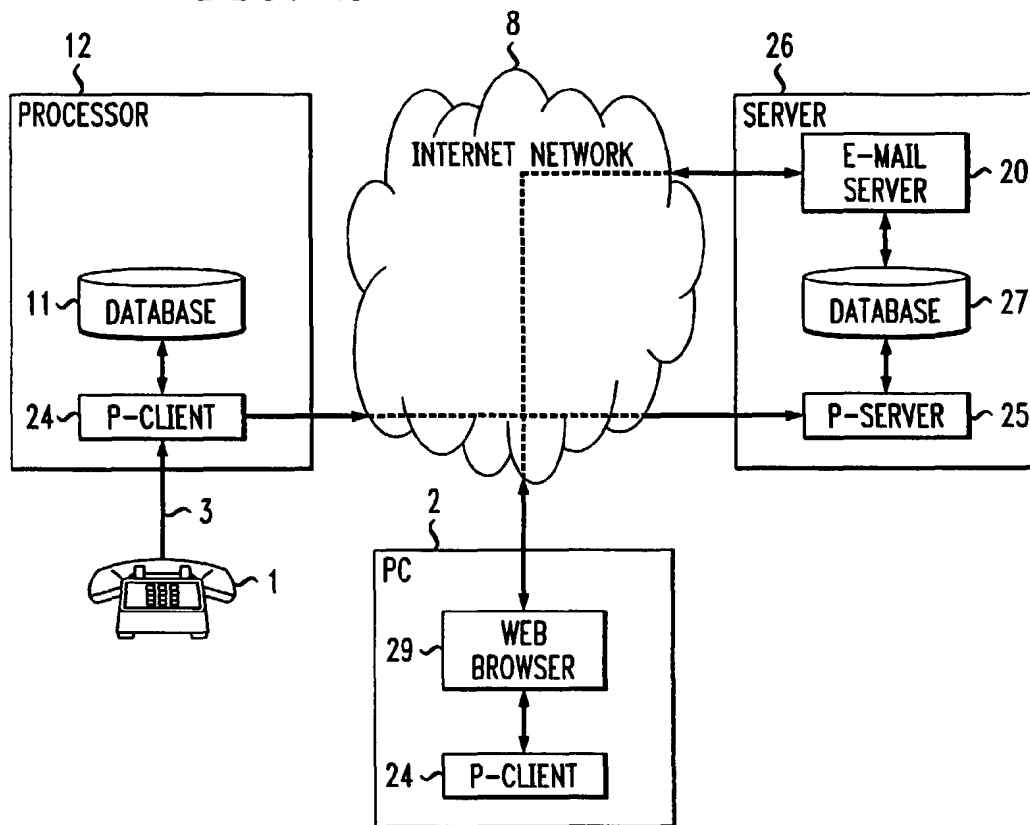 12
8
26
PROCESSOR
INTERNET NETWORK
SERVER
E-MAIL
SERVER
20
11
DATABASE
DATABASE
27
24
P-CLIENT
P-SERVER
25
3
1
2
PC
29
WEB
BROWSER
24
P-CLIENT